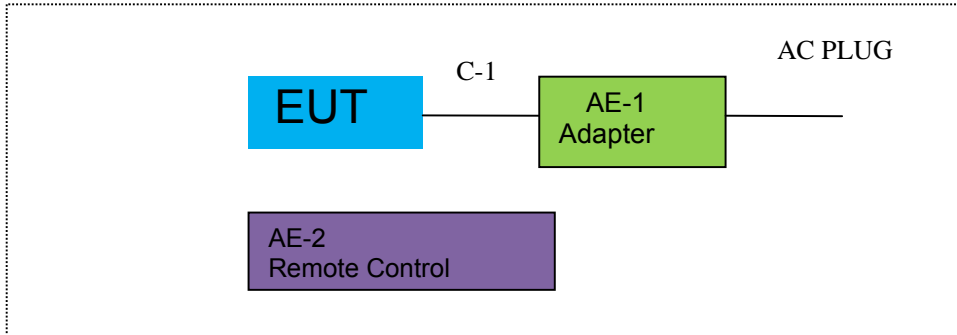 AC PLUG
C-1
EUT
AE-1
Adapter
AE-2
Remote Control